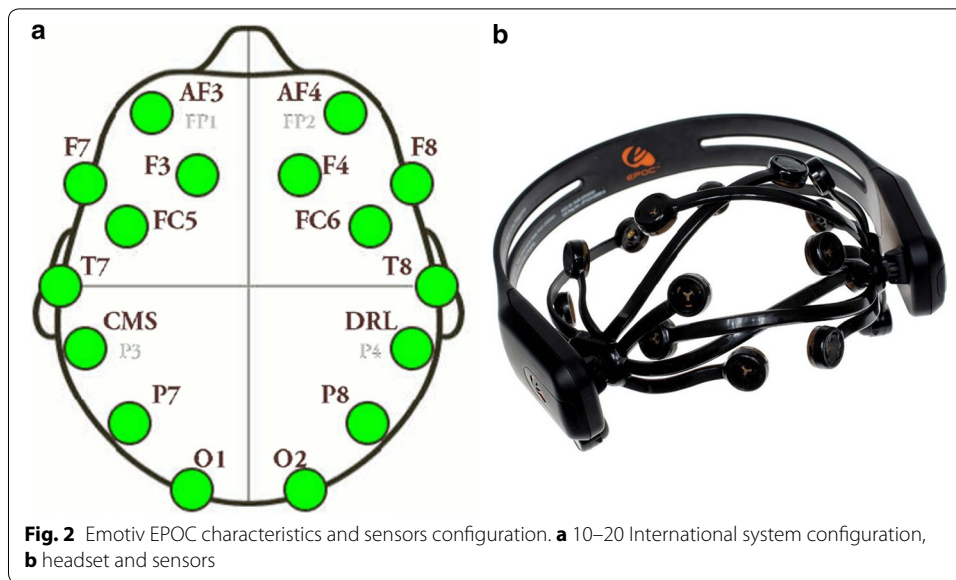 a
b
AF3 AF4
FP1 FP2
F7 F3 F4 F8
FC5 FC6
T7 T8
CMS DRL
P3 P4
P7 P8
O1 O2
EPOC
Fig. 2 Emotiv EPOC characteristics and sensors configuration. a 10–20 International system configuration,
b headset and sensors